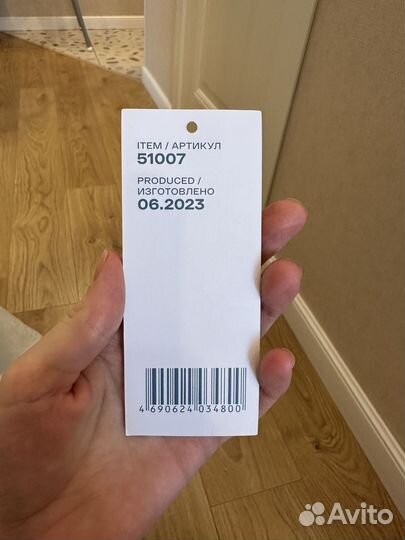 ITEM / АРТИКУЛ
51007
PRODUCED /
ИЗГОТОВЛЕНО
06.2023
4 690624 034800
Avito